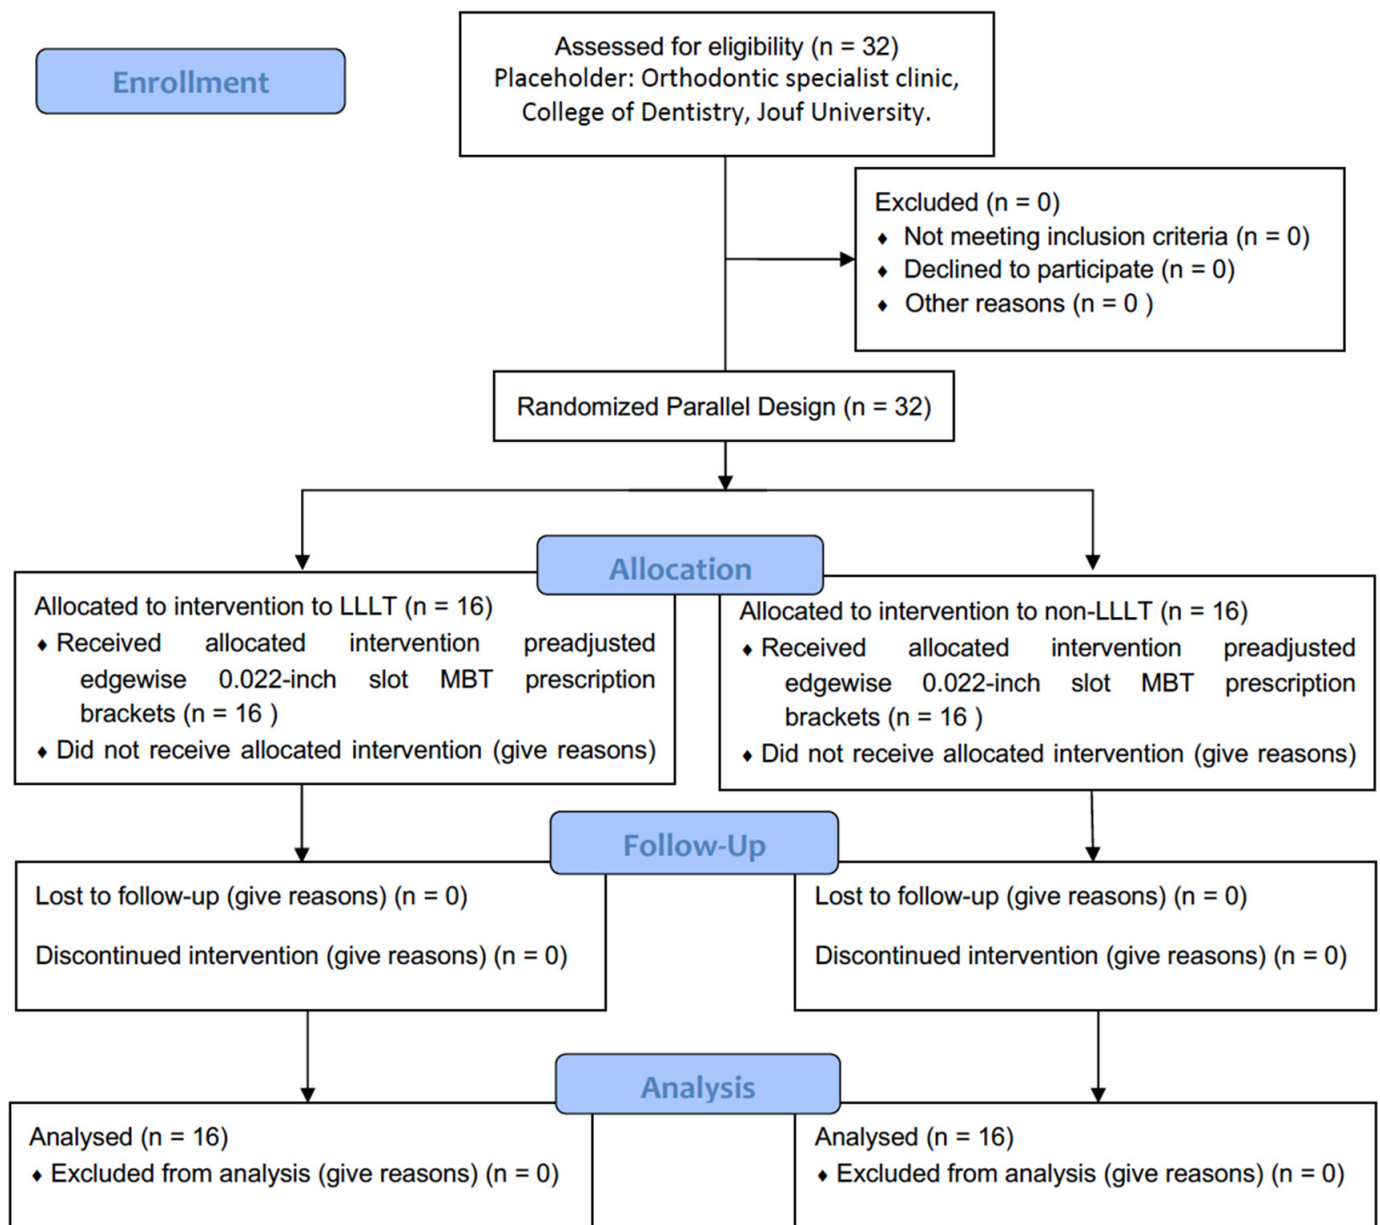 Enrollment
Assessed for eligibility (n = 32)
Placeholder: Orthodontic specialist clinic,
College of Dentistry, Jouf University.
Excluded (n = 0)
♦ Not meeting inclusion criteria (n = 0)
♦ Declined to participate (n = 0)
♦ Other reasons (n = 0 )
Randomized Parallel Design (n = 32)
Allocation
Allocated to intervention to LLLT (n = 16)
♦ Received allocated intervention preadjusted
edgewise 0.022-inch slot MBT prescription
brackets (n = 16 )
♦ Did not receive allocated intervention (give reasons)
Allocated to intervention to non-LLLT (n = 16)
♦ Received allocated intervention preadjusted
edgewise 0.022-inch slot MBT prescription
brackets (n = 16 )
♦ Did not receive allocated intervention (give reasons)
Follow-Up
Lost to follow-up (give reasons) (n = 0)
Discontinued intervention (give reasons) (n = 0)
Lost to follow-up (give reasons) (n = 0)
Discontinued intervention (give reasons) (n = 0)
Analysis
Analysed (n = 16)
♦ Excluded from analysis (give reasons) (n = 0)
Analysed (n = 16)
♦ Excluded from analysis (give reasons) (n = 0)